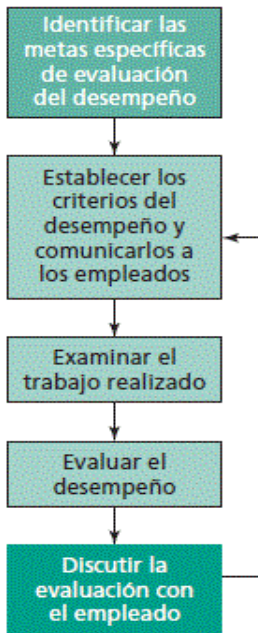 Identificar las
metas específicas
de evaluación
del desempeño
Establecer los
criterios del
desempeño y
comunicarlos a
los empleados
Examinar el
trabajo realizado
Evaluar el
desempeño
Discutir la
evaluación con
el empleado